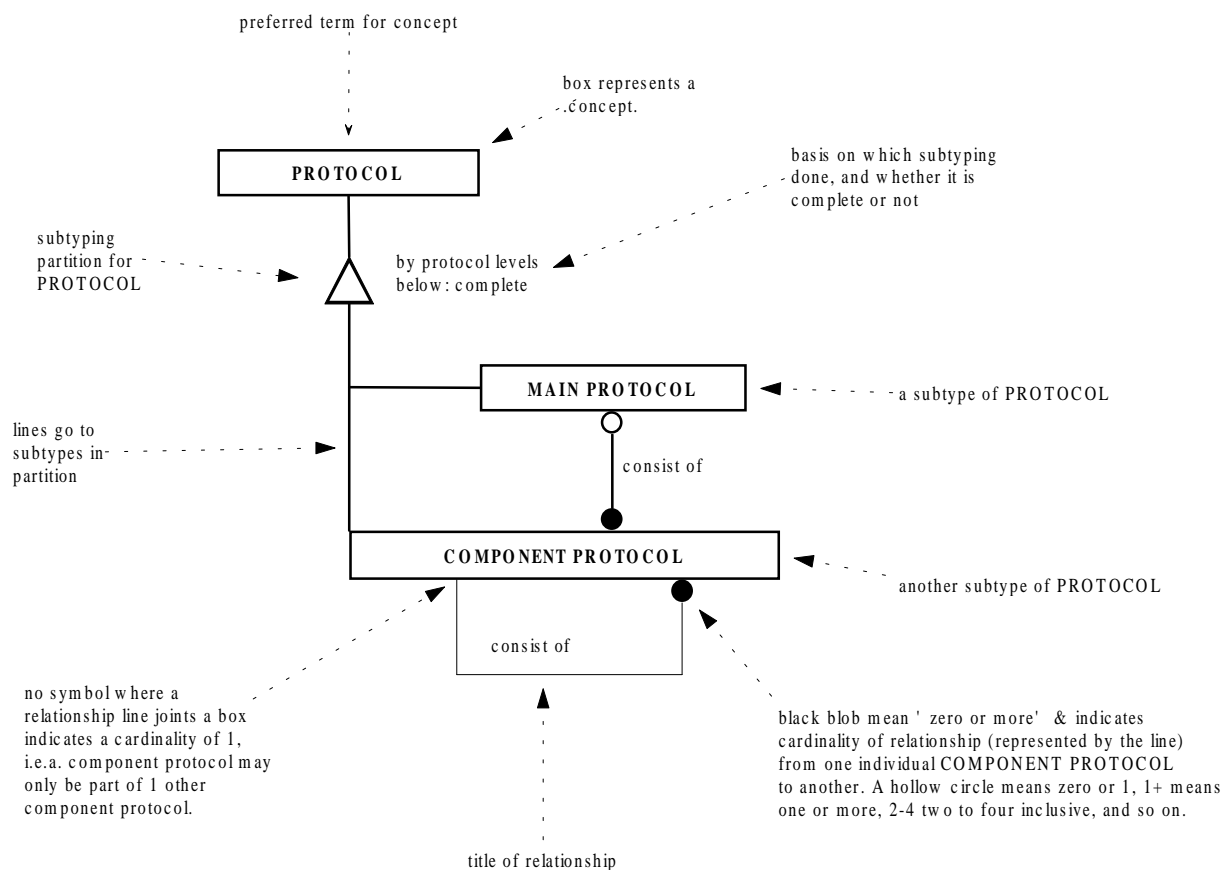 preferred term for concept
box represents a
.concept.
PROTOCOL
basis on which subtyping
done, and whether it is
complete or not
subtyping
partition for
PROTOCOL
by protocol levels
below: complete
MAIN PROTOCOL
a subtype of PROTOCOL
lines go to
subtypes in
partition
consist of
COMPONENT PROTOCOL
another subtype of PROTOCOL
consist of
no symbol where a
relationship line joints a box
indicates a cardinality of 1,
i.e.a. component protocol may
only be part of 1 other
component protocol.
black blob mean ' zero or more' & indicates
cardinality of relationship (represented by the line)
from one individual COMPONENT PROTOCOL
to another. A hollow circle means zero or 1, 1+ means
one or more, 2-4 two to four inclusive, and so on.
title of relationship